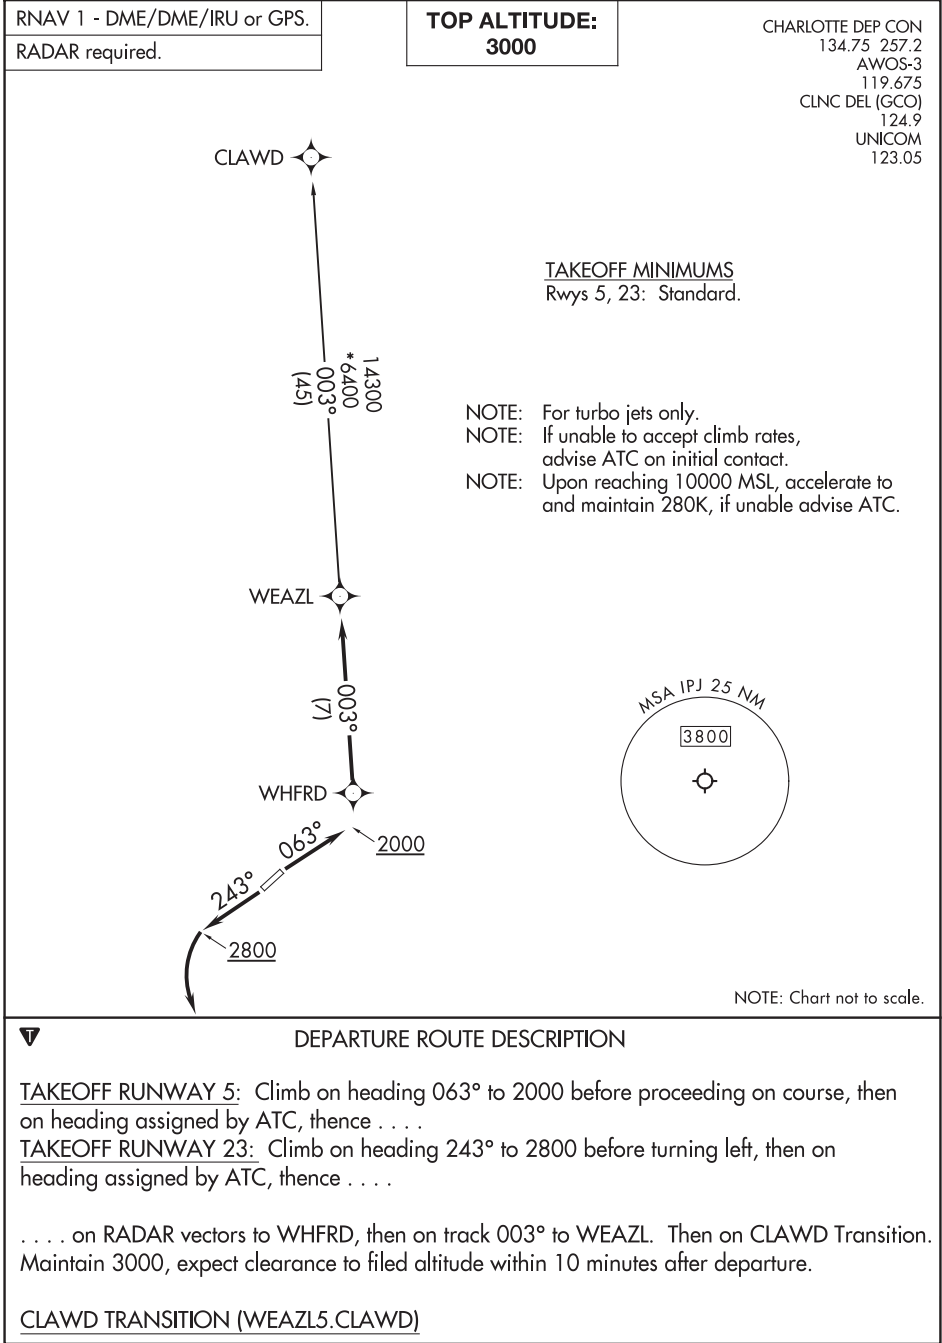 RNAV 1 - DME/DME/IRU or GPS.
RADAR required.
TOP ALTITUDE:
3000
CHARLOTTE DEP CON
134.75 257.2
AWOS-3
119.675
CLNC DEL (GCO)
124.9
UNICOM
123.05
CLAWD
TAKEOFF MINIMUMS
Rwys 5, 23: Standard.
14300
*6400
003°
(45)
NOTE: For turbo jets only.
NOTE: If unable to accept climb rates,
advise ATC on initial contact.
NOTE: Upon reaching 10000 MSL, accelerate to
and maintain 280K, if unable advise ATC.
WEAZL
003°
(7)
MSA IPJ 25 NM
3800
WHFRD
063°
2000
243°
2800
NOTE: Chart not to scale.
T
DEPARTURE ROUTE DESCRIPTION
TAKEOFF RUNWAY 5: Climb on heading 063° to 2000 before proceeding on course, then
on heading assigned by ATC, thence . . . .
TAKEOFF RUNWAY 23: Climb on heading 243° to 2800 before turning left, then on
heading assigned by ATC, thence . . . .
. . . . on RADAR vectors to WHFRD, then on track 003° to WEAZL. Then on CLAWD Transition.
Maintain 3000, expect clearance to filed altitude within 10 minutes after departure.
CLAWD TRANSITION (WEAZL5.CLAWD)